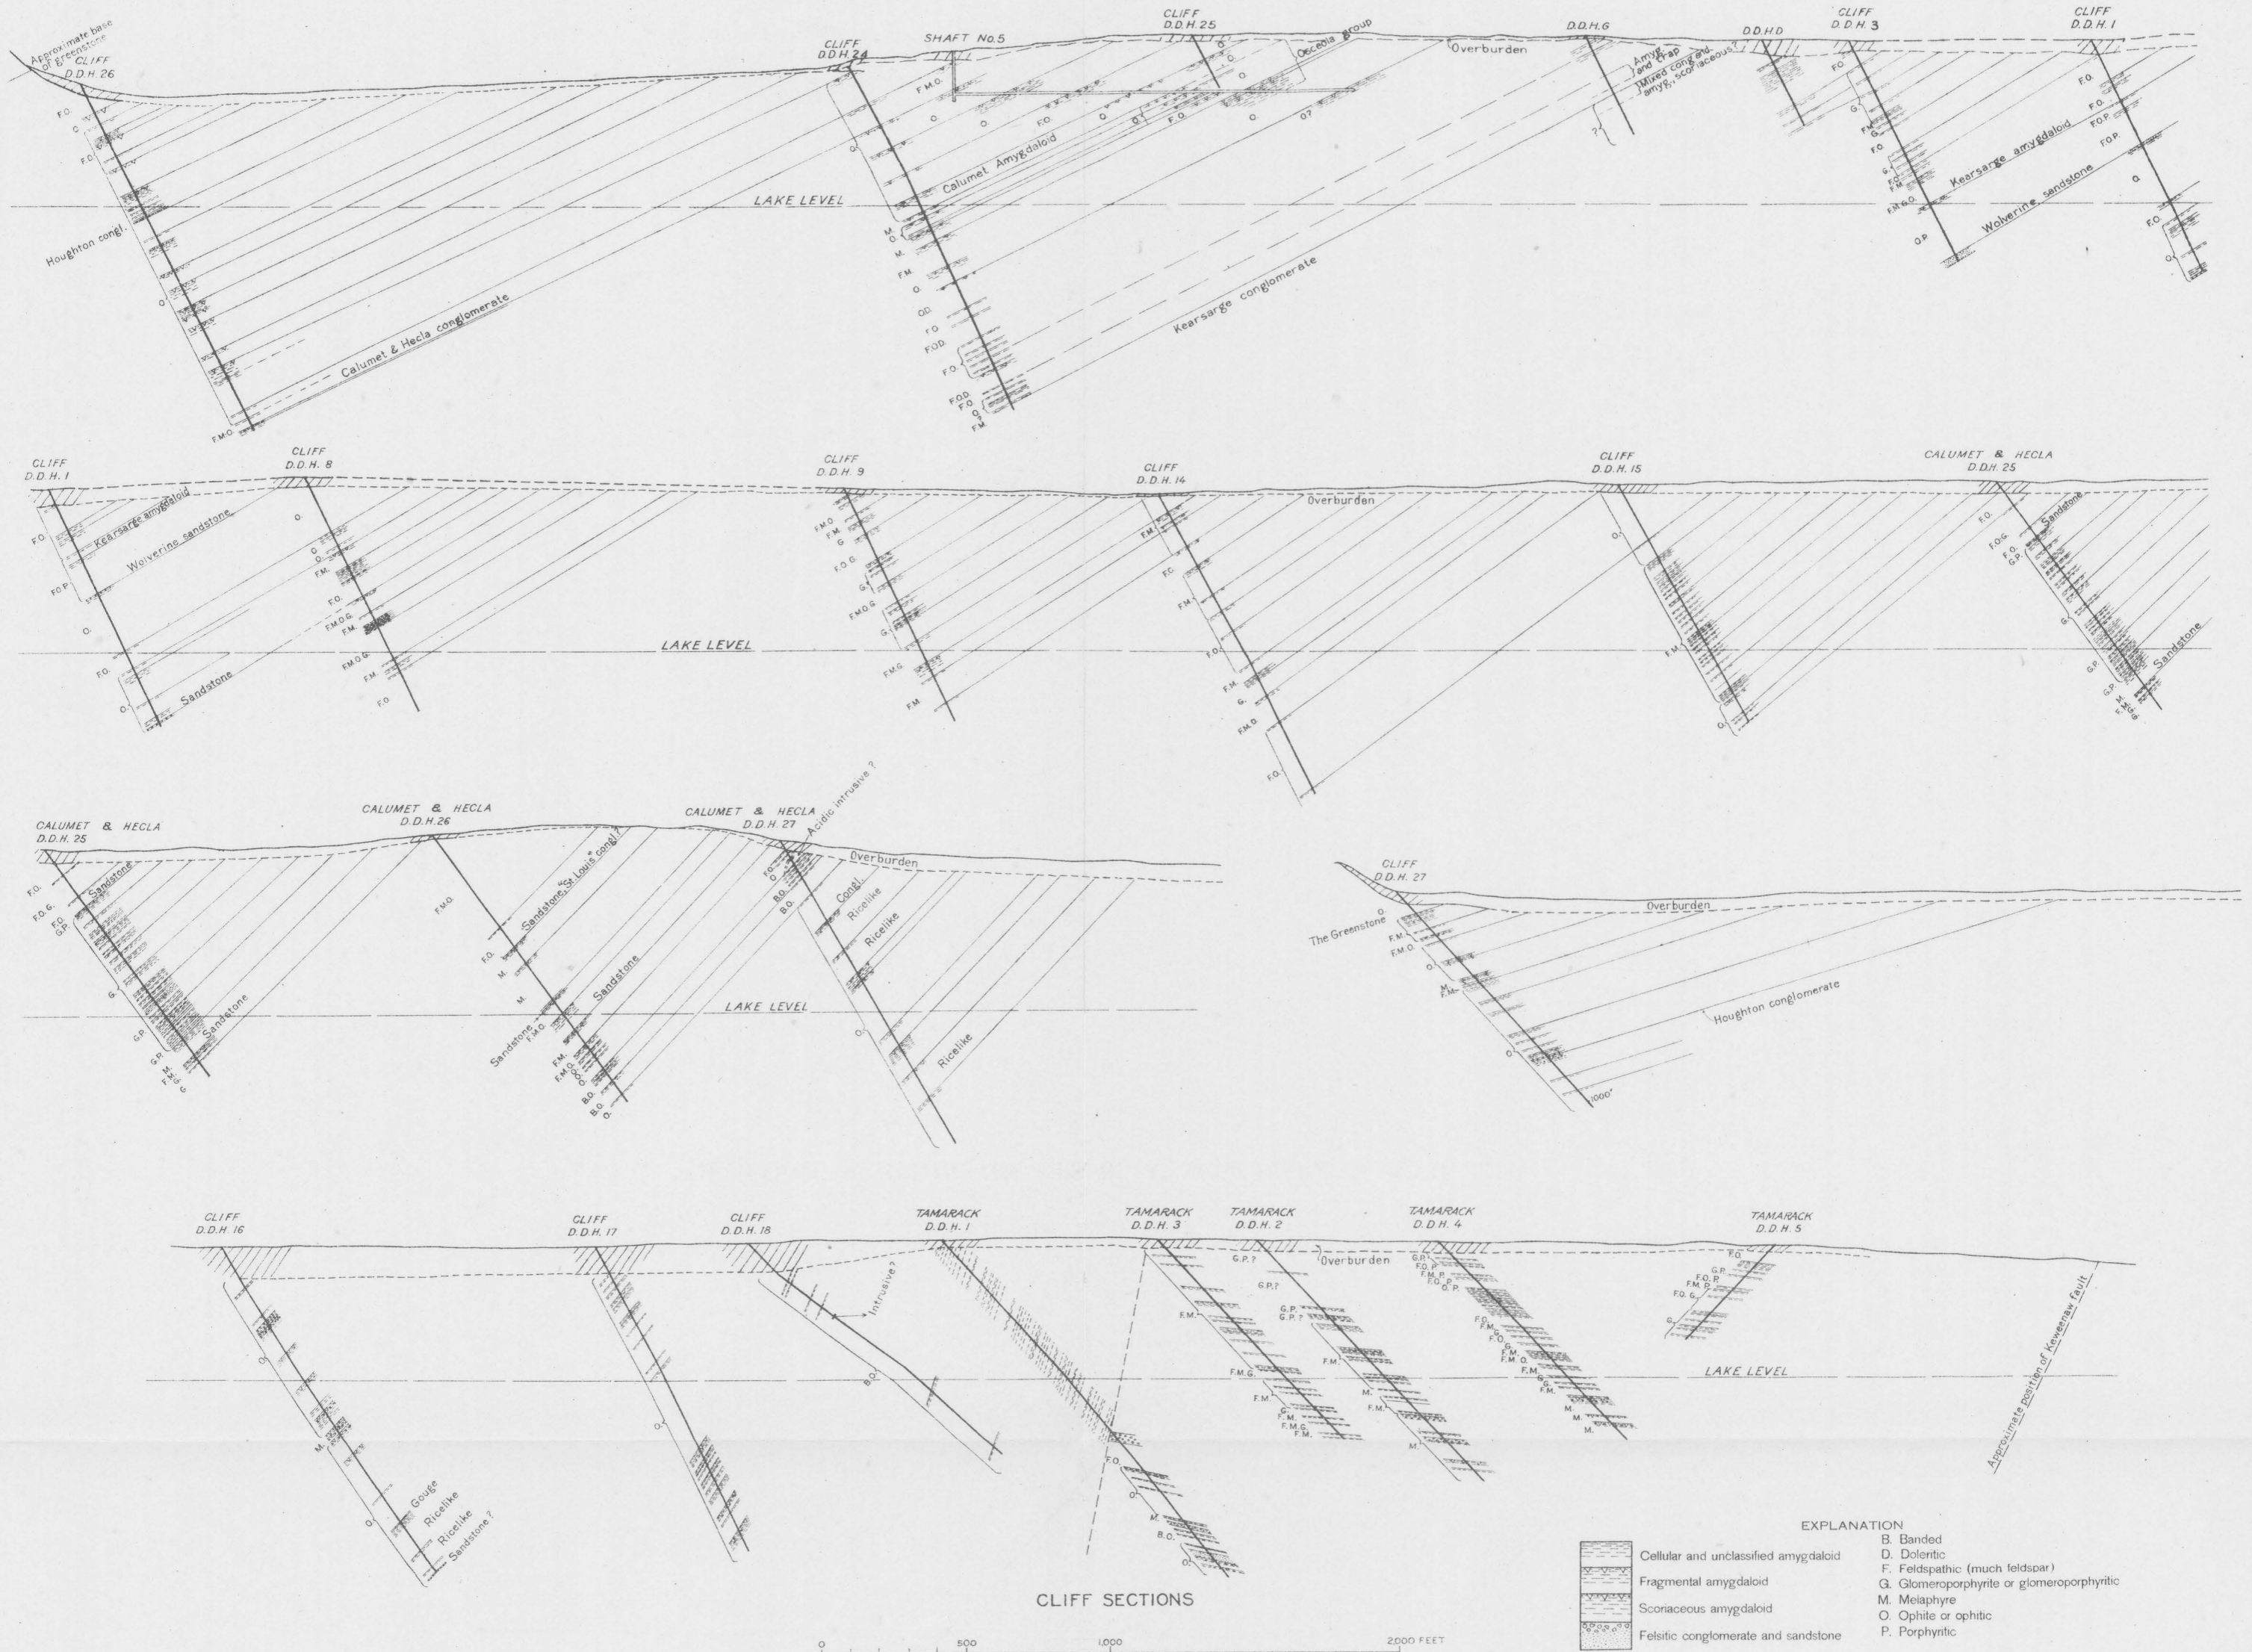 Approximate base
of greenstone
CLIFF
D.D.H. 26
CLIFF
D.D.H. 24
SHAFT No.5
CLIFF
D.D.H. 25
Osceola group
Overburden
D.D.H.G
Amyg.
and trap
Mixed congl. and
amyg., scoriaceous?
D.D.H.D
CLIFF
D.D.H. 3
CLIFF
D.D.H. 1
F.O.
O
F.O.
Houghton congl.
O
F.M.O.
Calumet & Hecla conglomerate
LAKE LEVEL
F.M.O.
O
O
F.O.
O
O
F.O.
O
O?
Calumet Amygdaloid
M.
O.
M.
F.M.
O.
O.D.
F.O.
F.O.D.
F.O.
F.O.D.
F.O.
O.
F.M.
Kearsarge conglomerate
?
F.O.
G.
F.M.
G.
F.O.
G.
F.O.
F.M.
F.M.G.O.
O.P.
Kearsarge amygdaloid
Wolverine sandstone
F.O.
F.O.
F.O.P.
F.O.P.
O.
F.O.
O.
CLIFF
D.D.H. 1
CLIFF
D.D.H. 8
CLIFF
D.D.H. 9
CLIFF
D.D.H. 14
Overburden
CLIFF
D.D.H. 15
CALUMET & HECLA
D.D.H. 25
F.O.
Kearsarge amygdaloid
Wolverine sandstone
F.O.P.
O.
F.O.
O.
Sandstone
O
O
O
F.M.
F.O.
F.M.O.G.
F.M.
F.M.O.G.
F.M.
F.O.
LAKE LEVEL
F.M.O.
F.M.
G
F.O.G.
G.
F.M.O.G.
G.
F.M.G.
F.M.
F.M.
F.M.
F.O.
F.M.
G.
F.M.O.
F.O.
O.
F.M.
O.
F.O.
Sandstone
F.O.G.
F.O.
G.P.
G.
G.P.
G.P.
Sandstone
CALUMET & HECLA
D.D.H. 25
CALUMET & HECLA
D.D.H. 26
CALUMET & HECLA
D.D.H. 27
Acidic intrusive ?
Overburden
CLIFF
D.D.H. 27
Overburden
F.O.
Sandstone
F.O.G.
F.O.
G.P.
G.
G.P.
G.P.
Sandstone
F.M.O.
Sandstone, "St. Louis" congl.?
F.O.
M.
M.
Sandstone
Sandstone
F.M.O.
F.M.
F.M.O.
B.O.
B.O.
O.
F.O.
O
B.O.
B.O.
Congl.
Ricelike
Ricelike
LAKE LEVEL
O.
Ricelike
O
The Greenstone
F.M.
F.M.O.
O.
M.
F.M.
Houghton conglomerate
O
1000'
CLIFF
D.D.H. 16
CLIFF
D.D.H. 17
CLIFF
D.D.H. 18
TAMARACK
D.D.H. 1
TAMARACK
D.D.H. 3
TAMARACK
D.D.H. 2
TAMARACK
D.D.H. 4
TAMARACK
D.D.H. 5
Overburden
O.
M.
O.
Gouge
Ricelike
Ricelike
Sandstone?
O.
Intrusive?
B.O.
F.O.
O.
M.
B.O.
O.
F.M.
F.M.G.
F.M.
G.
F.M.
F.M.G.
F.M.
G.P.?
G.P.?
G.P.
G.P.?
F.M.
M.
F.M.
M.
G.P.
F.O.P.
F.M.P.
F.O.P.
O.P.
F.O.
F.M.
G.
F.O.
G.
F.M.
F.M.O.
F.M.
G.
G.
F.M.
M.
M.
M.
F.O.
G.P.
F.O.P.
F.M.P.
F.O.G.
G.
LAKE LEVEL
Approximate position of Keweenaw fault
CLIFF SECTIONS
0 500 1,000 2,000 FEET
EXPLANATION
Cellular and unclassified amygdaloid
Fragmental amygdaloid
Scoriaceous amygdaloid
Felsitic conglomerate and sandstone
B. Banded
D. Doleritic
F. Feldspathic (much feldspar)
G. Glomeroporphyrite or glomeroporphyritic
M. Melaphyre
O. Ophite or ophitic
P. Porphyritic